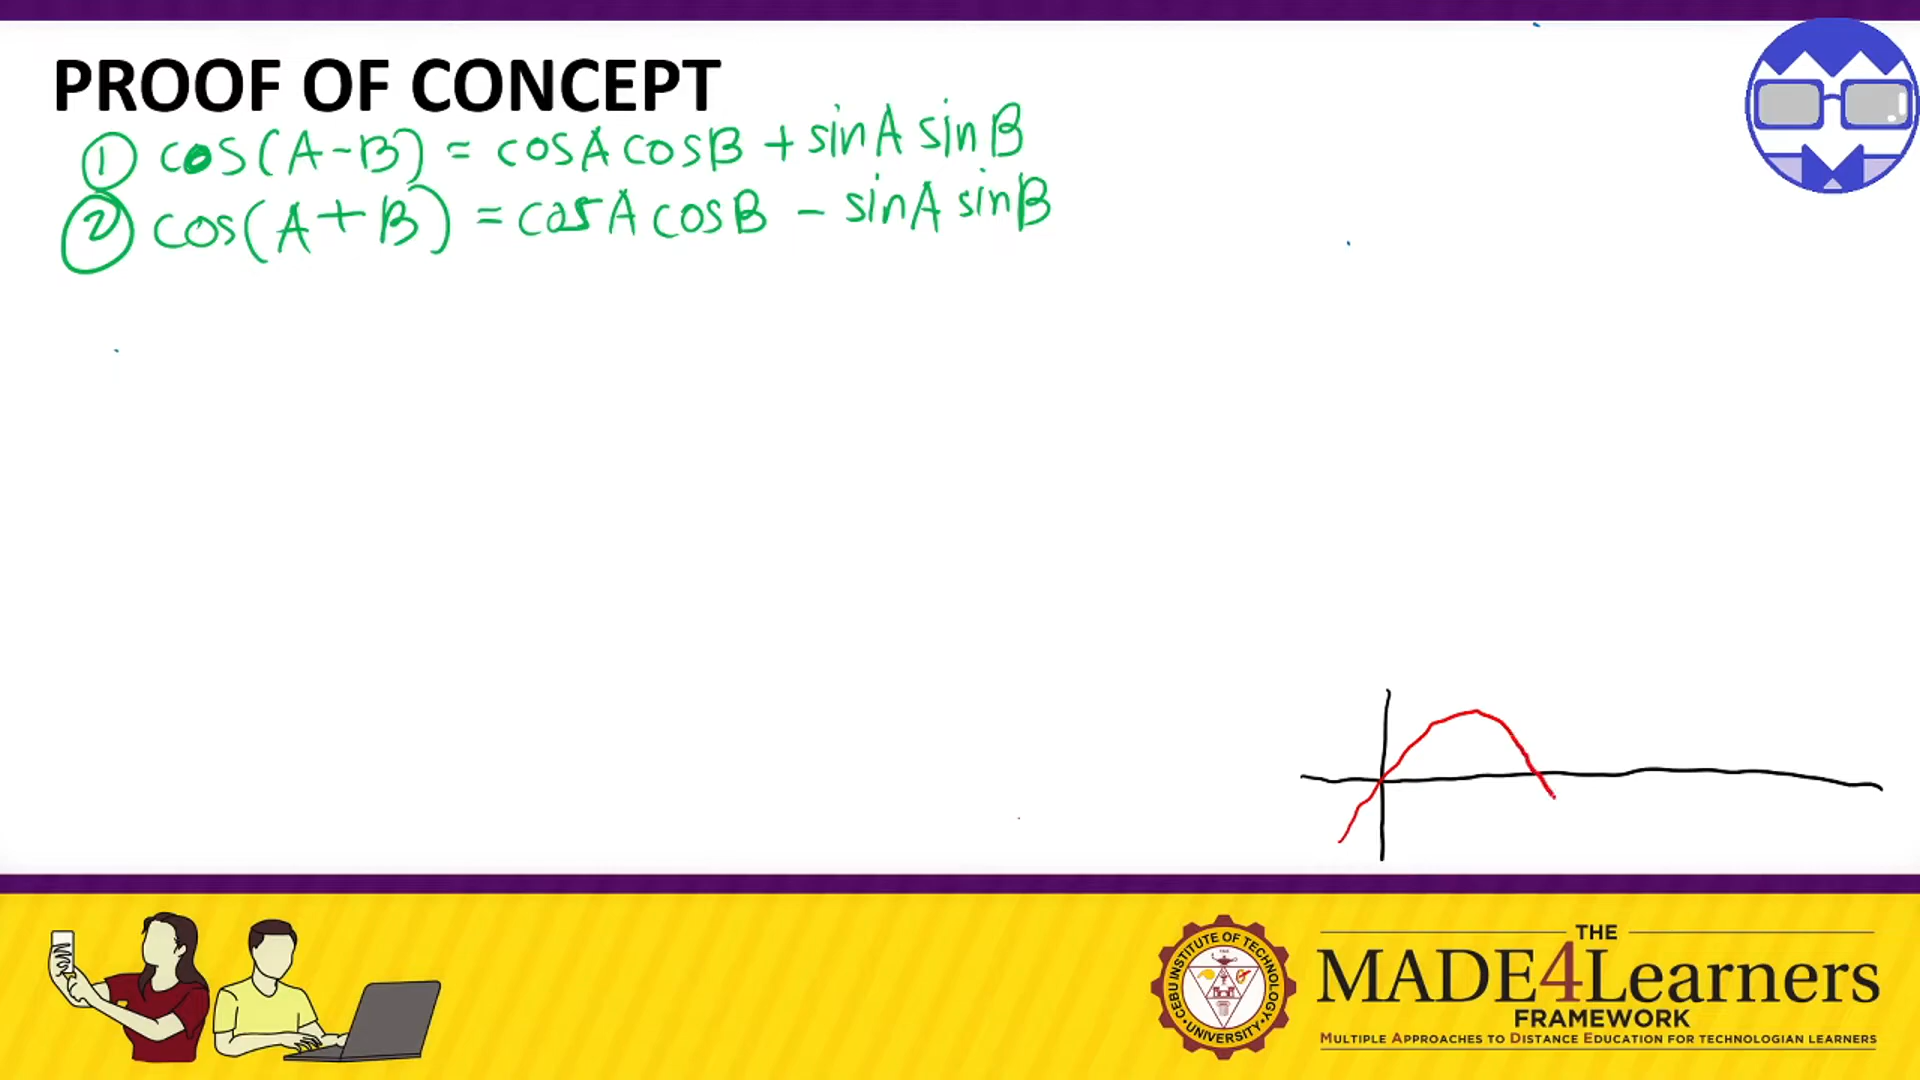 PROOF OF CONCEPT
① cos(A-B) = cosA cosB + sinA sinB
② cos(A+B) = cosA cosB - sinA sinB
CEBU INSTITUTE OF TECHNOLOGY
• UNIVERSITY •
THE
MADE4Learners
FRAMEWORK
MULTIPLE APPROACHES TO DISTANCE EDUCATION FOR TECHNOLOGIAN LEARNERS